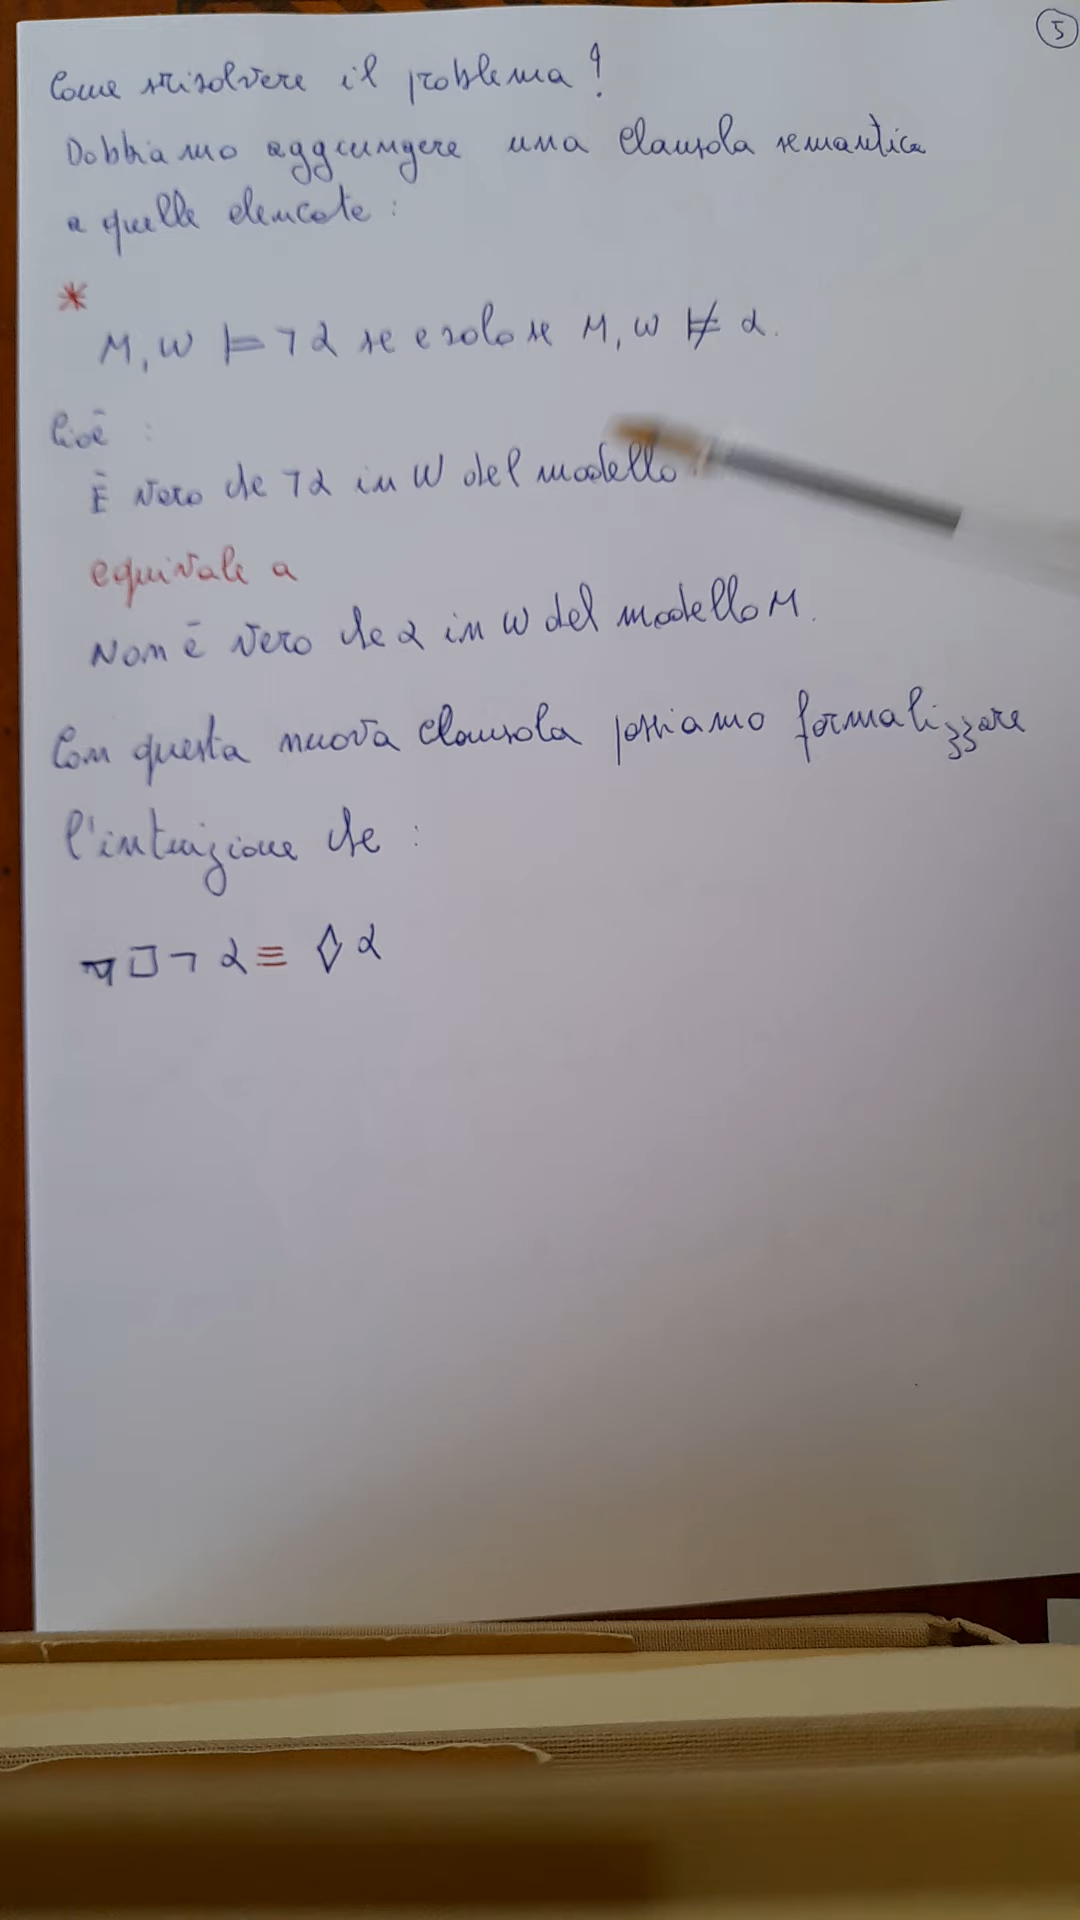 5
Come risolvere il problema?
Dobbiamo aggiungere una clausola semantica
a quelle elencate:
*
M, W ⊨ ¬α se e solo se M, W ⊭ α.
Cioè:
È vero che ¬α in W del modello
equivale a
Non è vero che α in W del modello M.
Con questa nuova clausola possiamo formalizzare
l'intuizione che:
¬□¬α ≡ ◊α